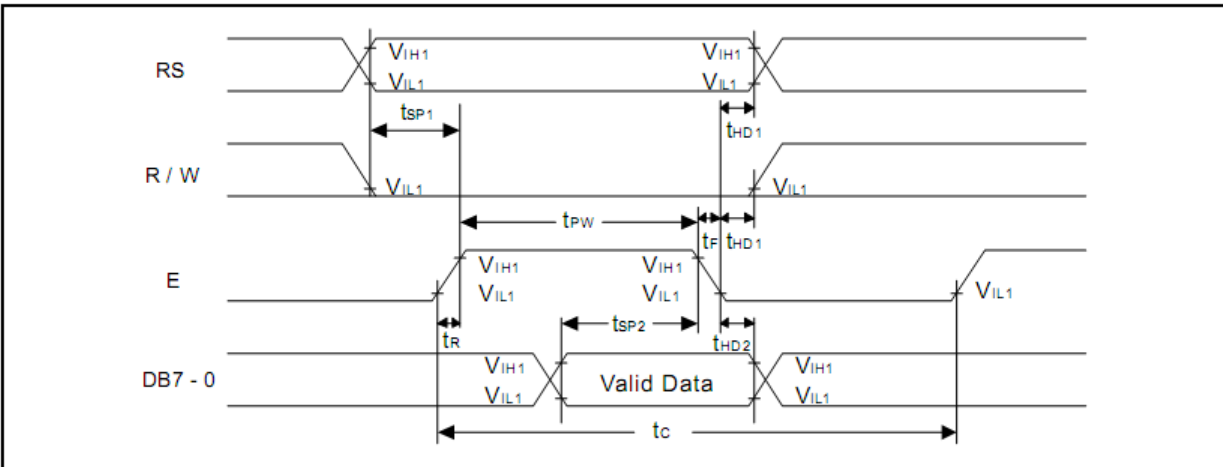 RS VIH1 VIH1
VIL1 VIL1
tSP1 tHD1
R / W VIL1 VIL1
tPW tF tHD1
E VIH1 VIH1
VIL1 VIL1 VIL1
tR tSP2 tHD2
DB7 - 0 VIH1 Valid Data VIH1
VIL1 VIL1
tC